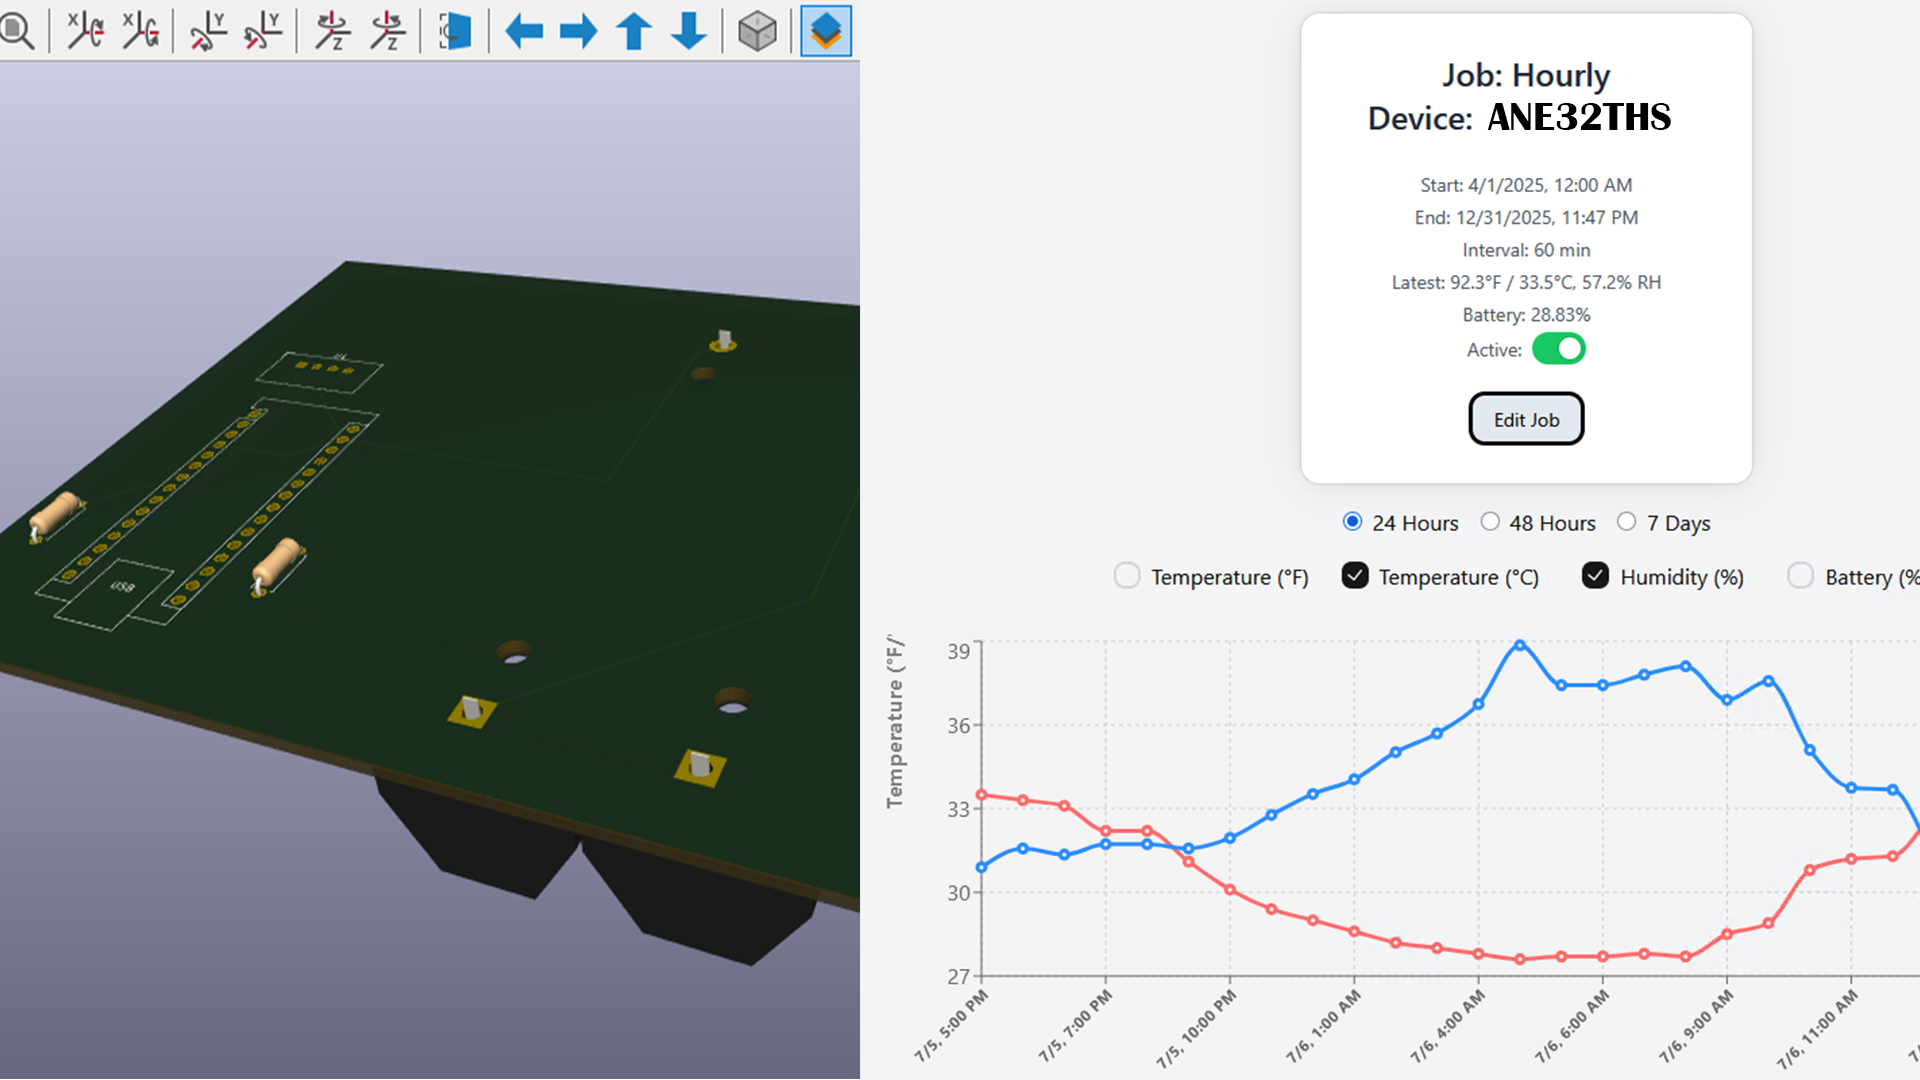 X
X
Y
Y
Z
Z
USB
Job: Hourly
Device: ANE32THS
Start: 4/1/2025, 12:00 AM
End: 12/31/2025, 11:47 PM
Interval: 60 min
Latest: 92.3°F / 33.5°C, 57.2% RH
Battery: 28.83%
Active:
Edit Job
24 Hours 48 Hours 7 Days
Temperature (°F) Temperature (°C) Humidity (%) Battery (%
Temperature (°F/
39
36
33
30
27
7/5, 5:00 PM
7/5, 7:00 PM
7/5, 10:00 PM
7/6, 1:00 AM
7/6, 4:00 AM
7/6, 6:00 AM
7/6, 9:00 AM
7/6, 11:00 AM